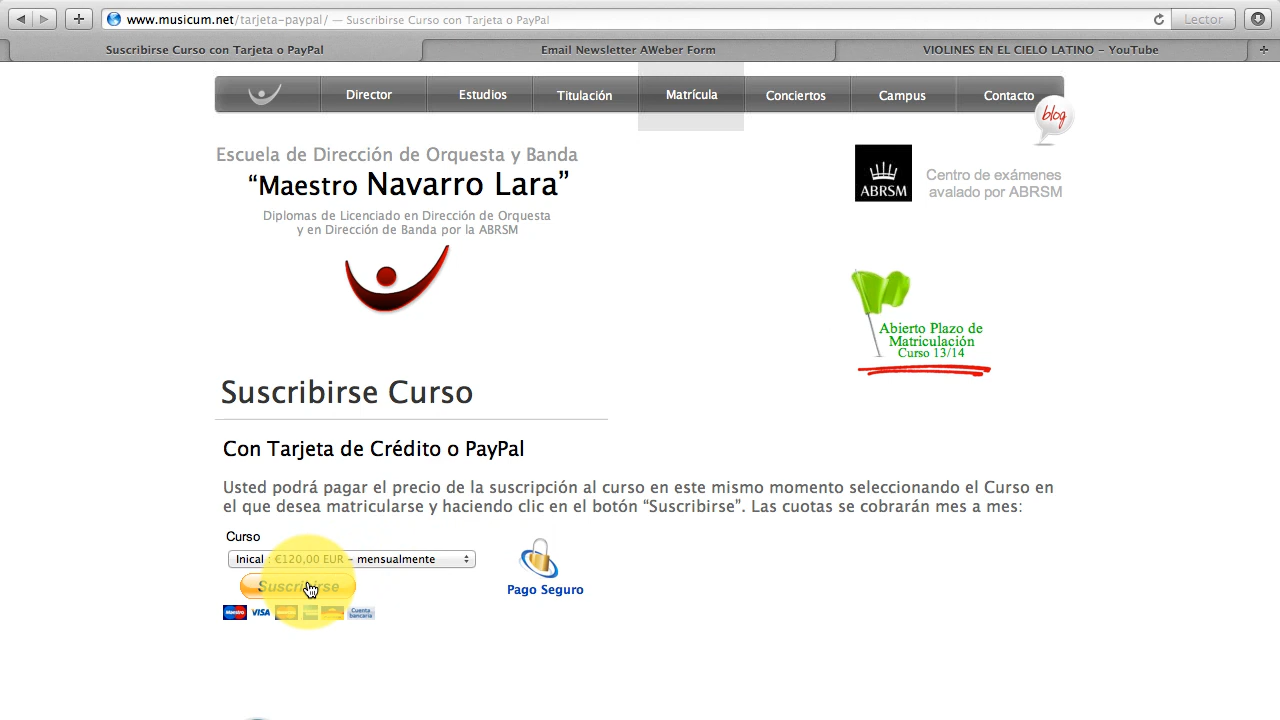 www.musicum.net/tarjeta-paypal/ — Suscribirse Curso con Tarjeta o PayPal
Lector
Suscribirse Curso con Tarjeta o PayPal
Email Newsletter AWeber Form
VIOLINES EN EL CIELO LATINO – YouTube
Director
Estudios
Titulación
Matrícula
Conciertos
Campus
Contacto
blog
Escuela de Dirección de Orquesta y Banda
“Maestro Navarro Lara”
Diplomas de Licenciado en Dirección de Orquesta
y en Dirección de Banda por la ABRSM
ABRSM
Centro de exámenes
avalado por ABRSM
Abierto Plazo de
Matriculación
Curso 13/14
Suscribirse Curso
Con Tarjeta de Crédito o PayPal
Usted podrá pagar el precio de la suscripción al curso en este mismo momento seleccionando el Curso en
el que desea matricularse y haciendo clic en el botón “Suscribirse”. Las cuotas se cobrarán mes a mes:
Curso
Inical : €120,00 EUR – mensualmente
Suscribirse
Maestro
VISA
Cuenta
bancaria
Pago Seguro